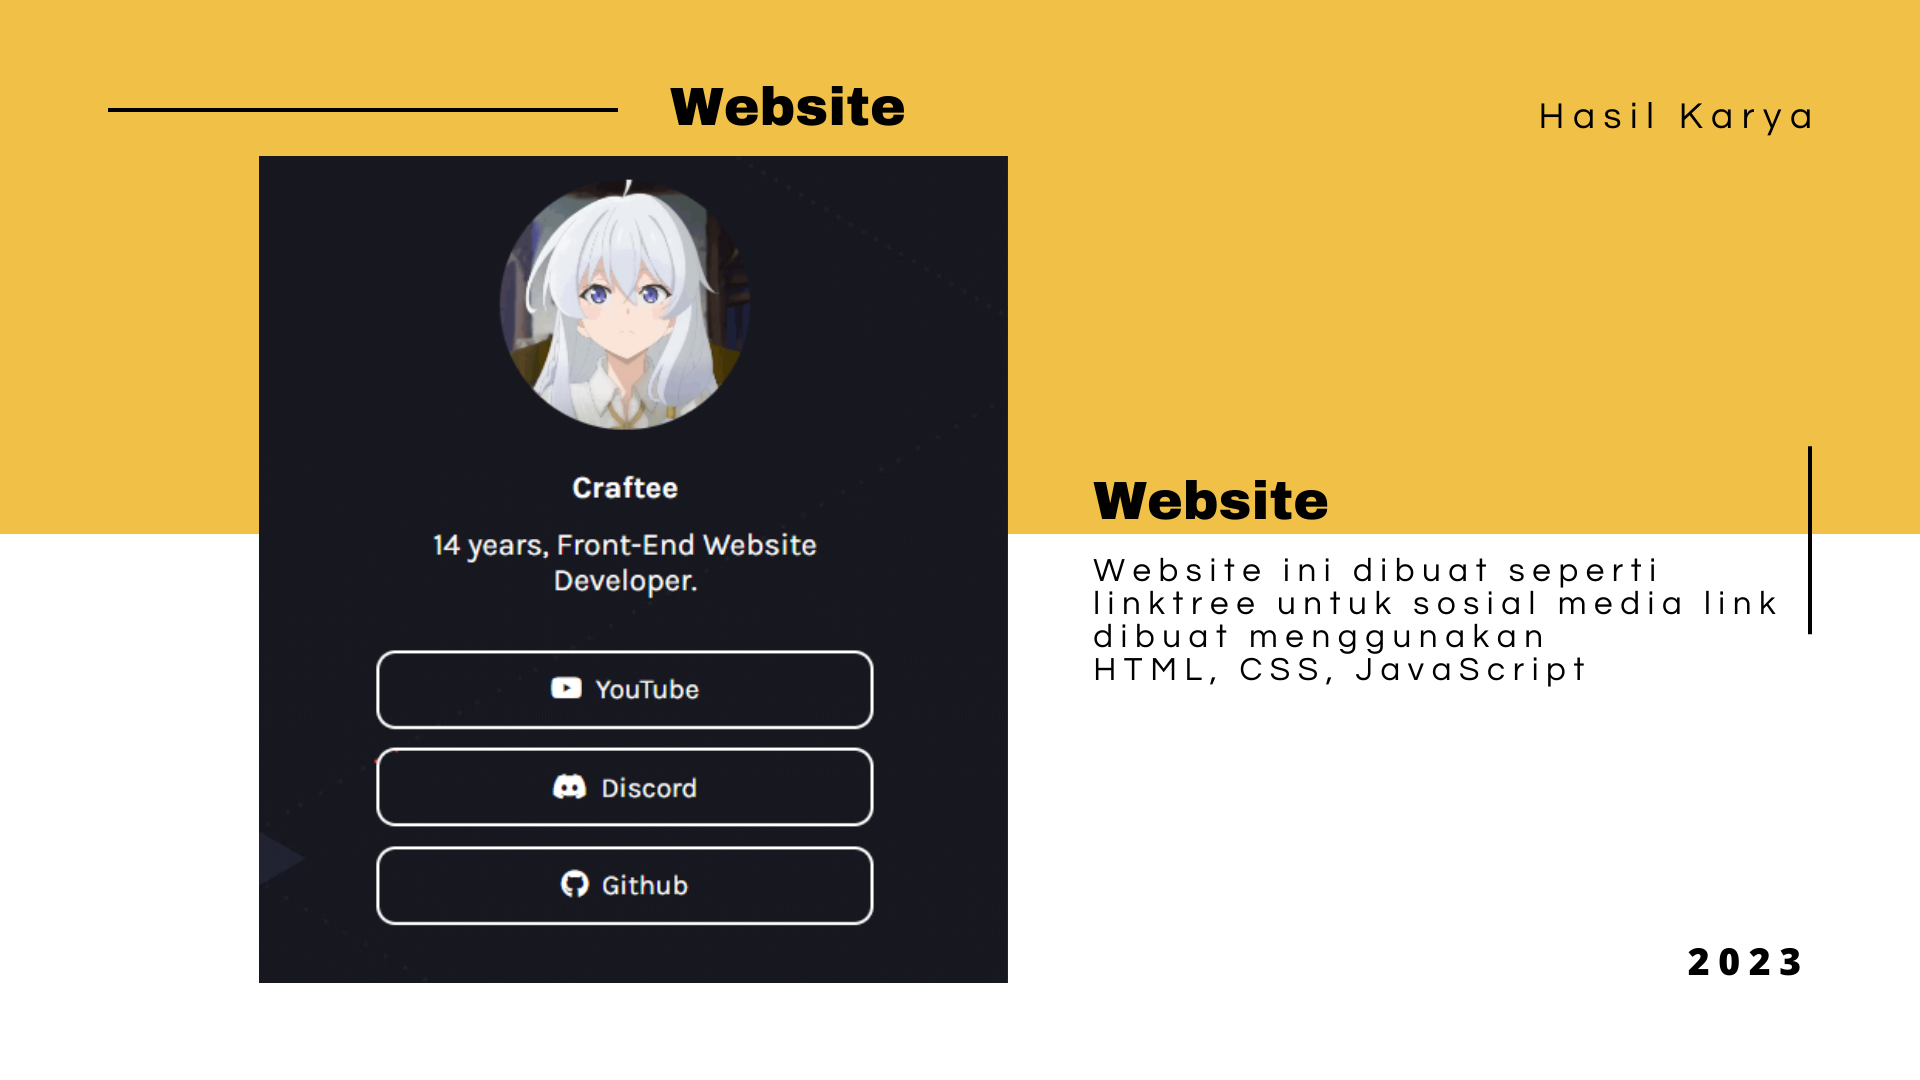 Website
Hasil Karya
Craftee
14 years, Front-End Website
Developer.
YouTube
Discord
Github
Website
Website ini dibuat seperti
linktree untuk sosial media link
dibuat menggunakan
HTML, CSS, JavaScript
2023